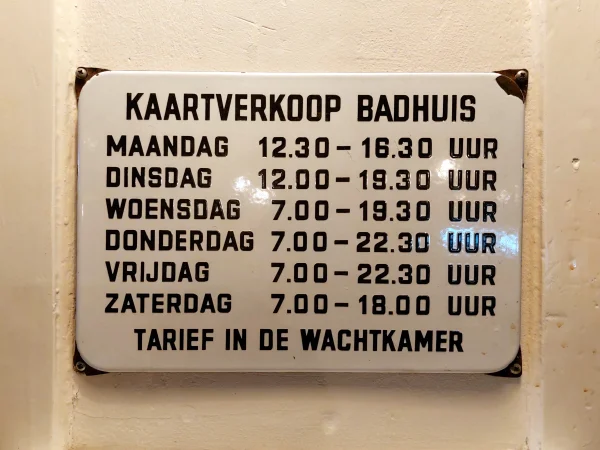 KAARTVERKOOP BADHUIS
MAANDAG 12.30 - 16.30 UUR
DINSDAG 12.00 - 19.30 UUR
WOENSDAG 7.00 - 19.30 UUR
DONDERDAG 7.00 - 22.30 UUR
VRIJDAG 7.00 - 22.30 UUR
ZATERDAG 7.00 - 18.00 UUR
TARIEF IN DE WACHTKAMER